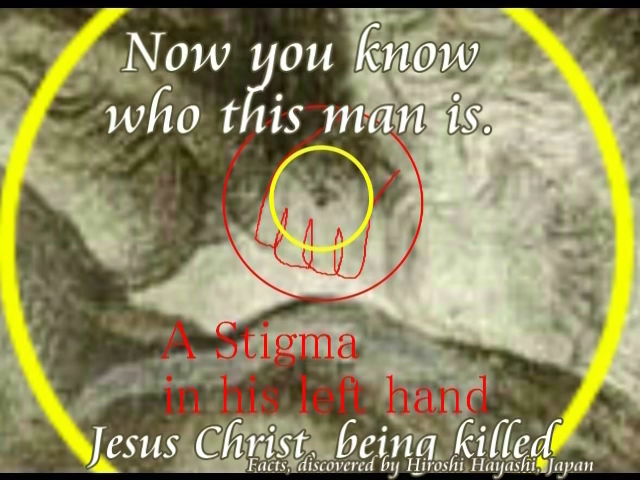 Now you know
who this man is.
A Stigma
in his left hand
Jesus Christ, being killed
Facts, discovered by Hiroshi Hayashi, Japan